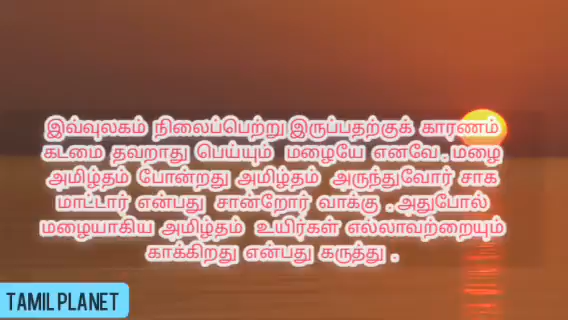 இவ்வுலகம் நிலைப்பெற்று இருப்பதற்குக் காரணம்
கடமை தவறாது பெய்யும் மழையே எனவே . மழை
அமிழ்தம் போன்றது அமிழ்தம் அருந்துவோர் சாக
மாட்டார் என்பது சான்றோர் வாக்கு . அதுபோல்
மழையாகிய அமிழ்தம் உயிர்கள் எல்லாவற்றையும்
காக்கிறது என்பது கருத்து .
TAMIL PLANET